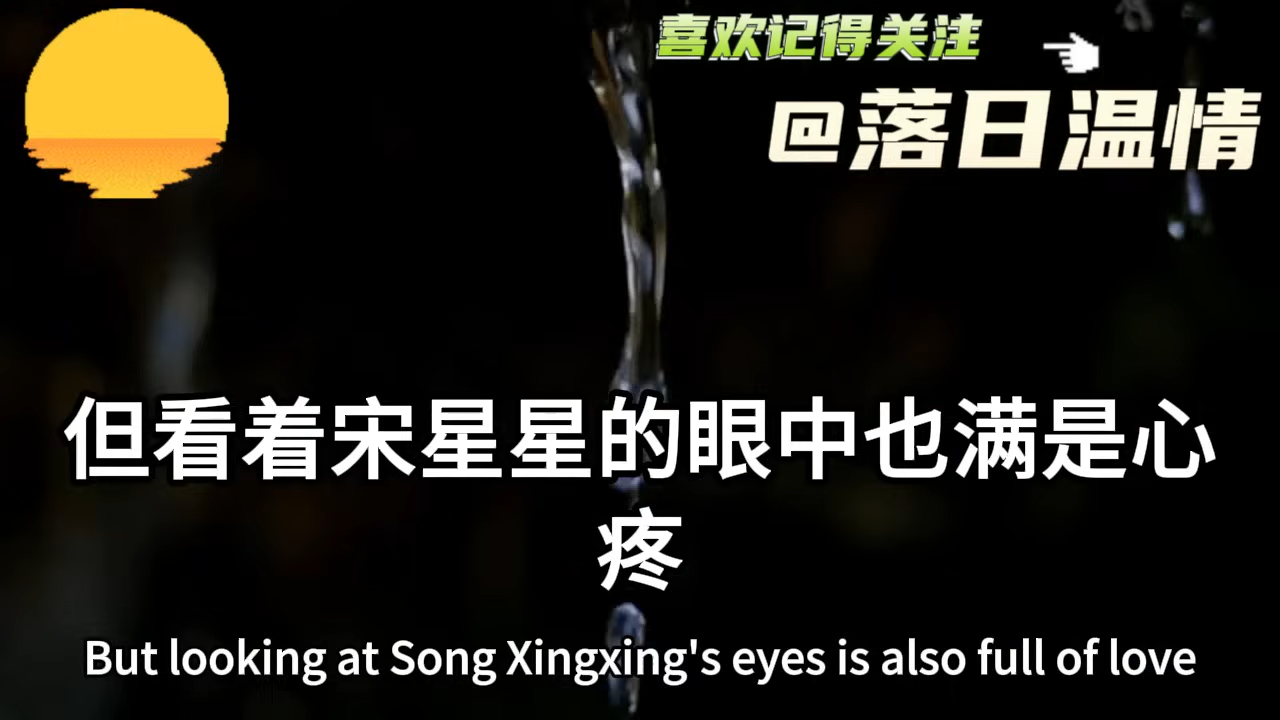 喜欢记得关注
@落日温情
但看着宋星星的眼中也满是心
疼
But looking at Song Xingxing's eyes is also full of love